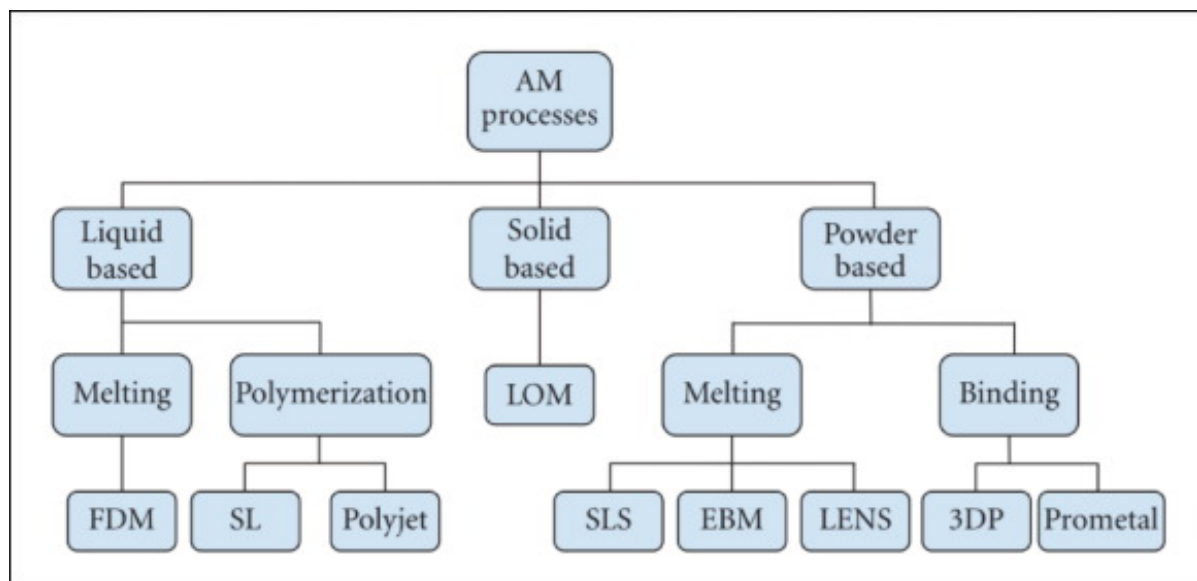 AM
processes
Liquid
based
Solid
based
Powder
based
Melting
Polymerization
LOM
Melting
Binding
FDM
SL
Polyjet
SLS
EBM
LENS
3DP
Prometal